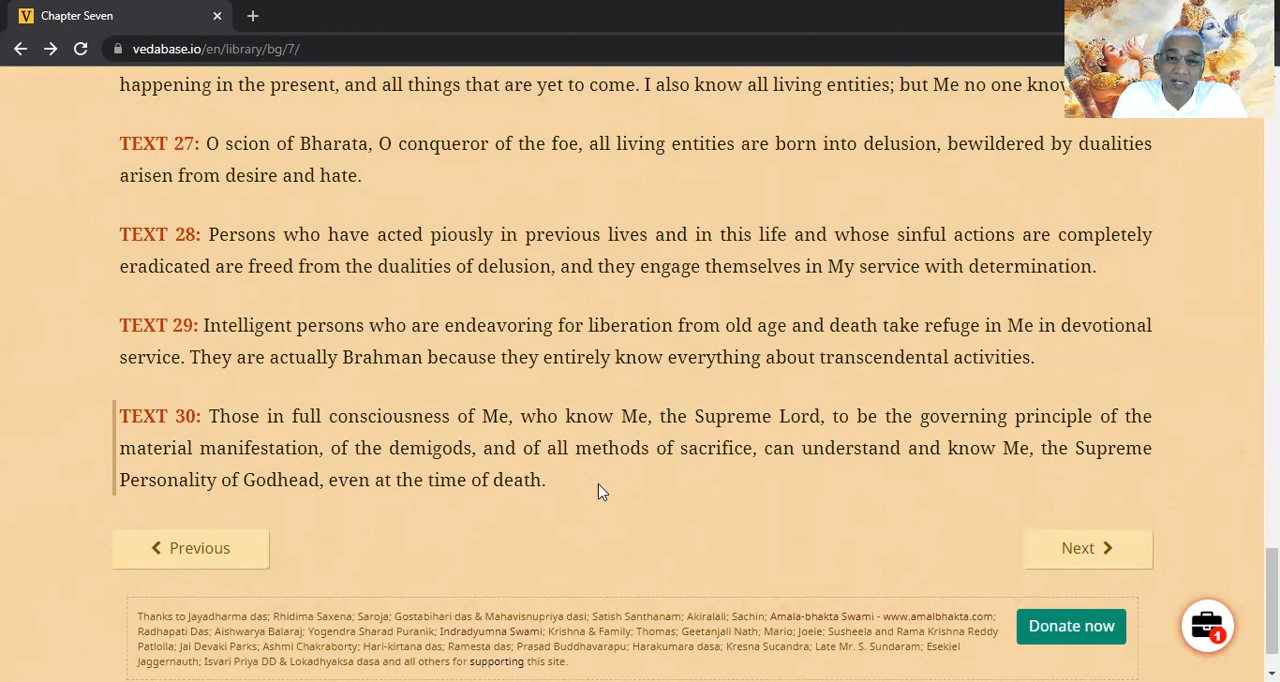 Chapter Seven
vedabase.io/en/library/bg/7/
happening in the present, and all things that are yet to come. I also know all living entities; but Me no one
TEXT 27: O scion of Bharata, O conqueror of the foe, all living entities are born into delusion, bewildered by dualities
arisen from desire and hate.
TEXT 28: Persons who have acted piously in previous lives and in this life and whose sinful actions are completely
eradicated are freed from the dualities of delusion, and they engage themselves in My service with determination.
TEXT 29: Intelligent persons who are endeavoring for liberation from old age and death take refuge in Me in devotional
service. They are actually Brahman because they entirely know everything about transcendental activities.
TEXT 30: Those in full consciousness of Me, who know Me, the Supreme Lord, to be the governing principle of the
material manifestation, of the demigods, and of all methods of sacrifice, can understand and know Me, the Supreme
Personality of Godhead, even at the time of death.
Previous
Next
Thanks to Jayadharma das; Rhidima Saxena; Saroja; Gostabihari das & Mahavisnupriya dasi; Satish Santhanam; Akiralali; Sachin; Amala-bhakta Swami - www.amalbhakta.com;
Radhapati Das; Aishwarya Balaraj; Yogendra Sharad Puranik; Indradyumna Swami; Krishna & Family; Thomas; Geetanjali Nath; Mario; Joeie; Susheela and Rama Krishna Reddy
Patlolla; Jai Devaki Parks; Ashmi Chakraborty; Hari-kirtana das; Ramesta das; Prasad Buddhavarapu; Harakumara dasa; Kresna Sucandra; Late Mr. S. Sundaram; Esekiel
Jaggernauth; Isvari Priya DD & Lokadhyaksa dasa and all others for supporting this site.
Donate now
1